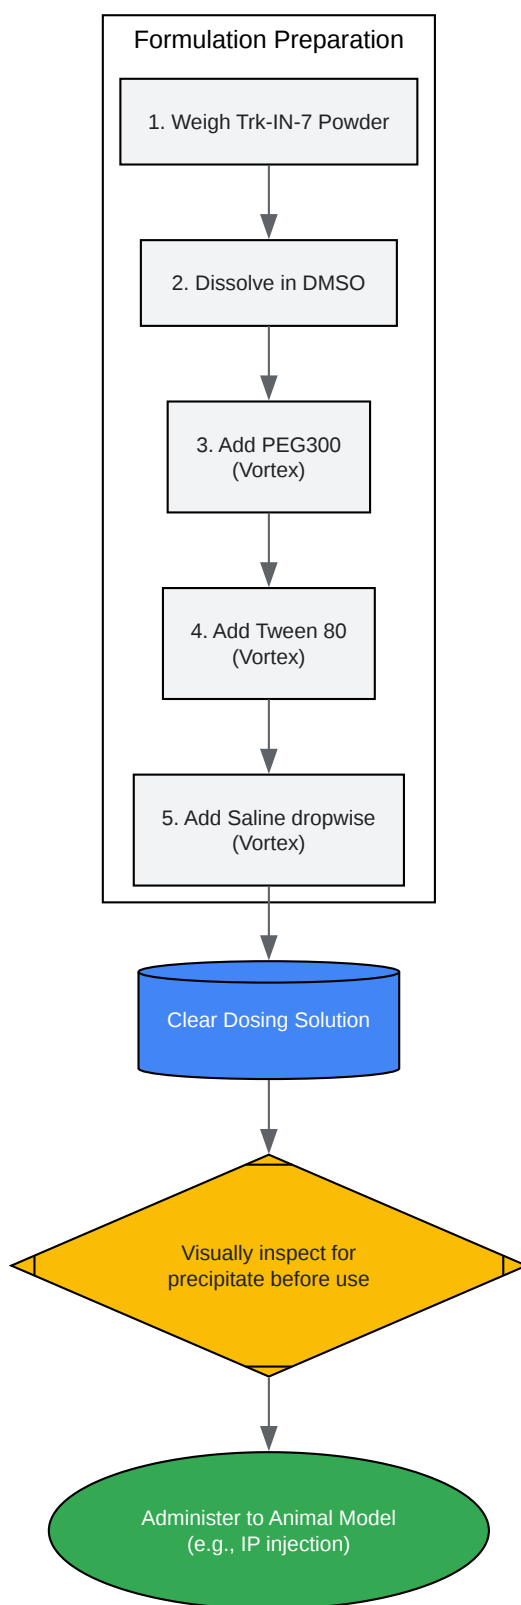 Formulation Preparation
1. Weigh Trk-IN-7 Powder
2. Dissolve in DMSO
3. Add PEG300
(Vortex)
4. Add Tween 80
(Vortex)
5. Add Saline dropwise
(Vortex)
Clear Dosing Solution
Visually inspect for
precipitate before use
Administer to Animal Model
(e.g., IP injection)